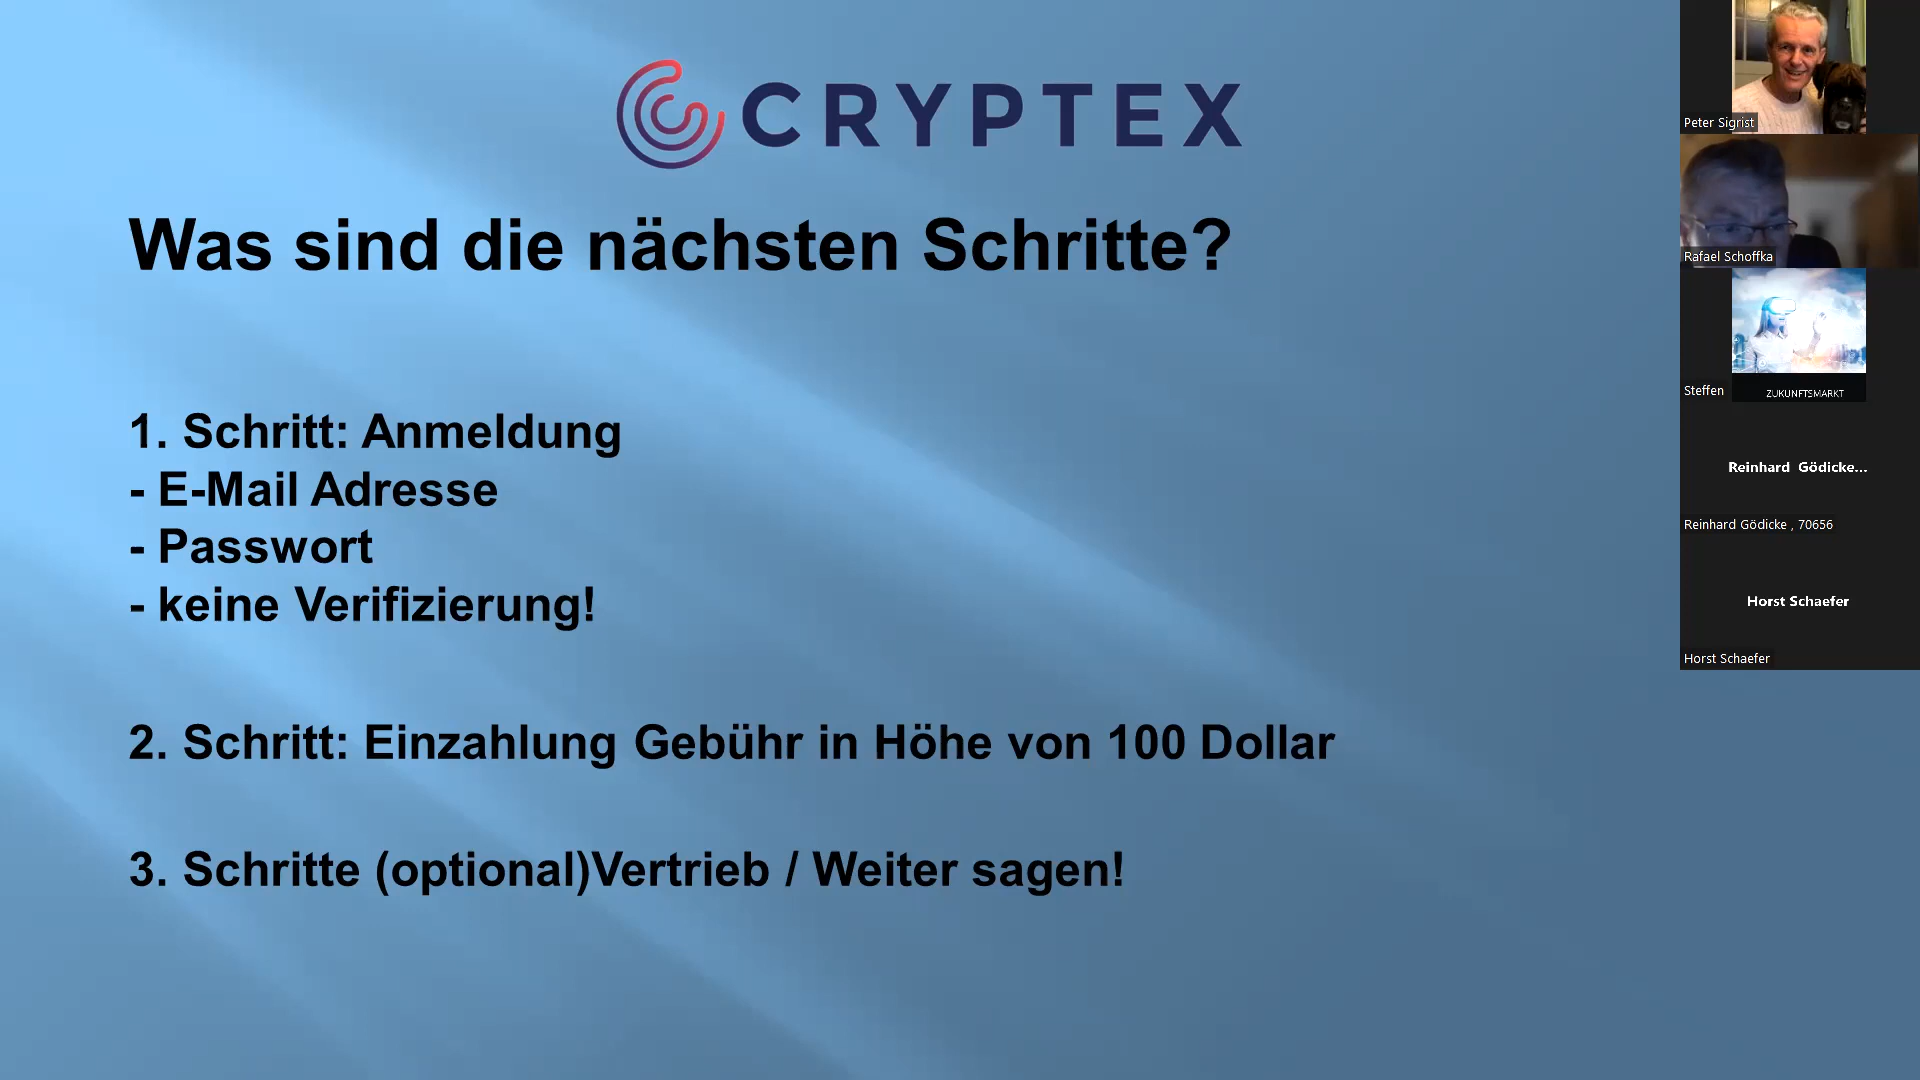 CRYPTEX
Was sind die nächsten Schritte?
1. Schritt: Anmeldung
- E-Mail Adresse
- Passwort
- keine Verifizierung!
2. Schritt: Einzahlung Gebühr in Höhe von 100 Dollar
3. Schritte (optional)Vertrieb / Weiter sagen!
Peter Sigrist
Rafael Schoffka
ZUKUNFTSMARKT
Steffen
Reinhard Gödicke...
Reinhard Gödicke , 70656
Horst Schaefer
Horst Schaefer